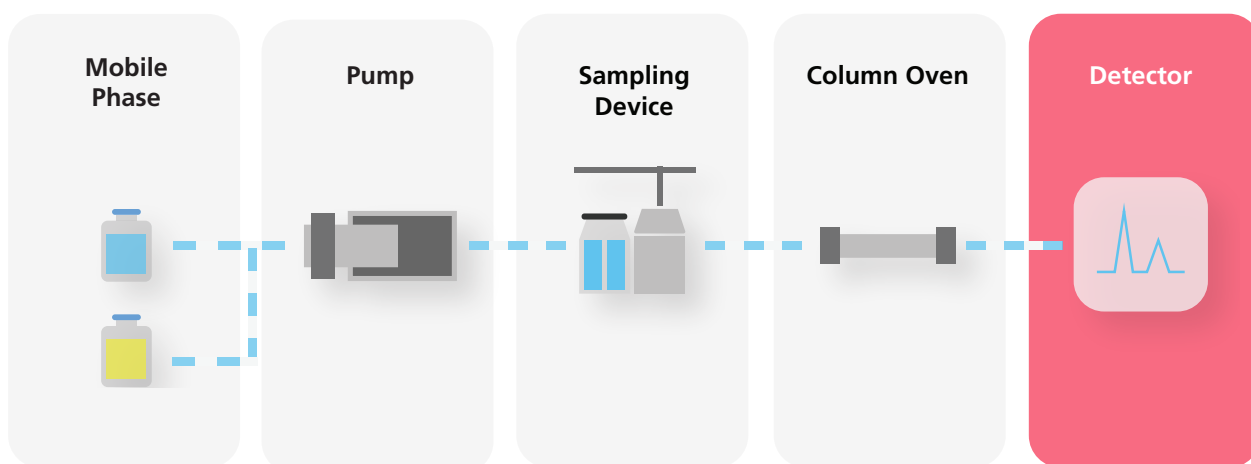 Mobile
Phase
Pump
Sampling
Device
Column Oven
Detector